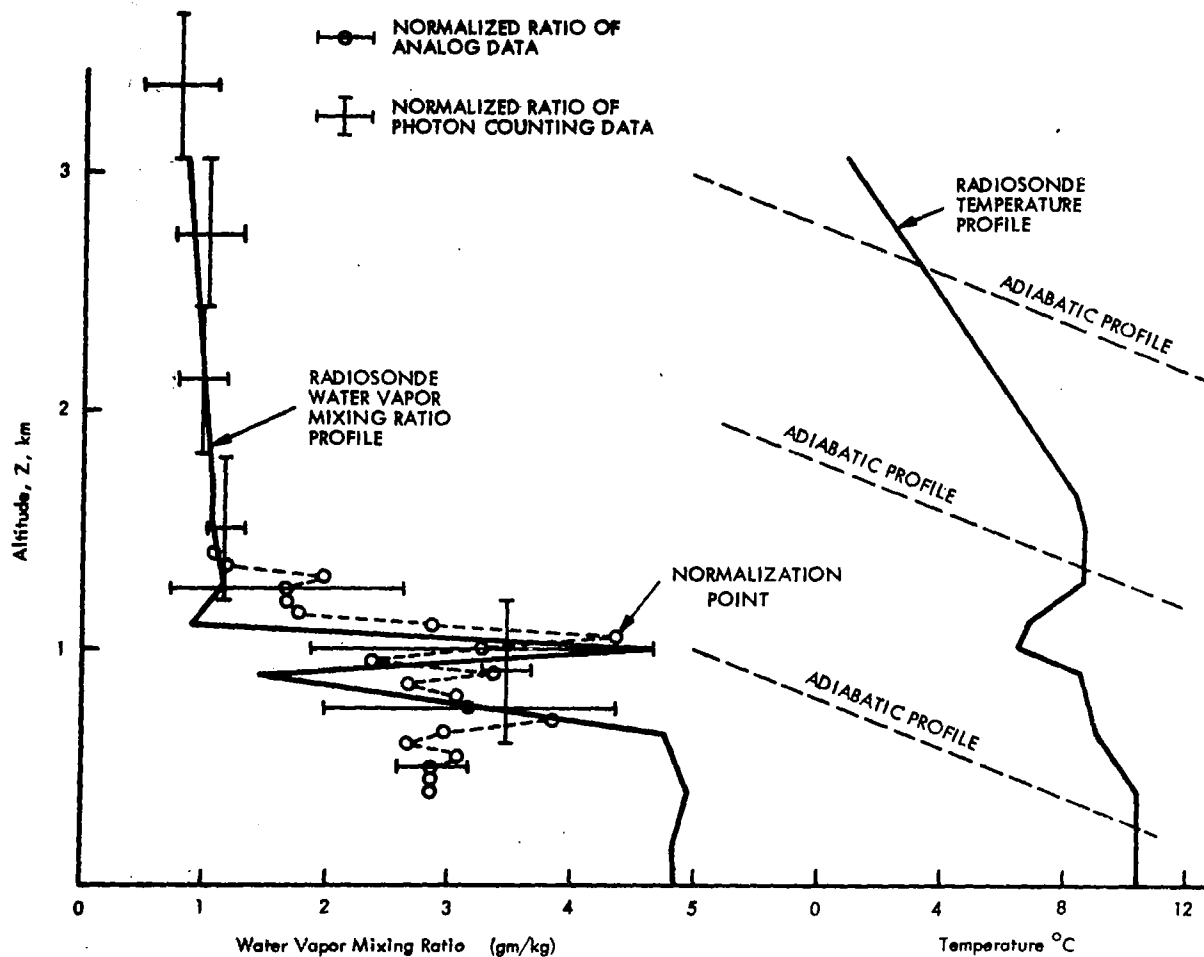 NORMALIZED RATIO OF
ANALOG DATA
NORMALIZED RATIO OF
PHOTON COUNTING DATA
3
2
1
Altitude, Z, km
RADIOSONDE
TEMPERATURE
PROFILE
ADIABATIC PROFILE
RADIOSONDE
WATER VAPOR
MIXING RATIO
PROFILE
ADIABATIC PROFILE
NORMALIZATION
POINT
ADIABATIC PROFILE
0 1 2 3 4 5 0 4 8 12
Water Vapor Mixing Ratio (gm/kg) Temperature °C